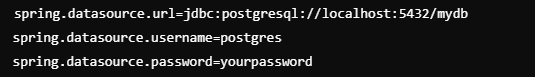 spring.datasource.url=jdbc:postgresql://localhost:5432/mydb
spring.datasource.username=postgres
spring.datasource.password=yourpassword